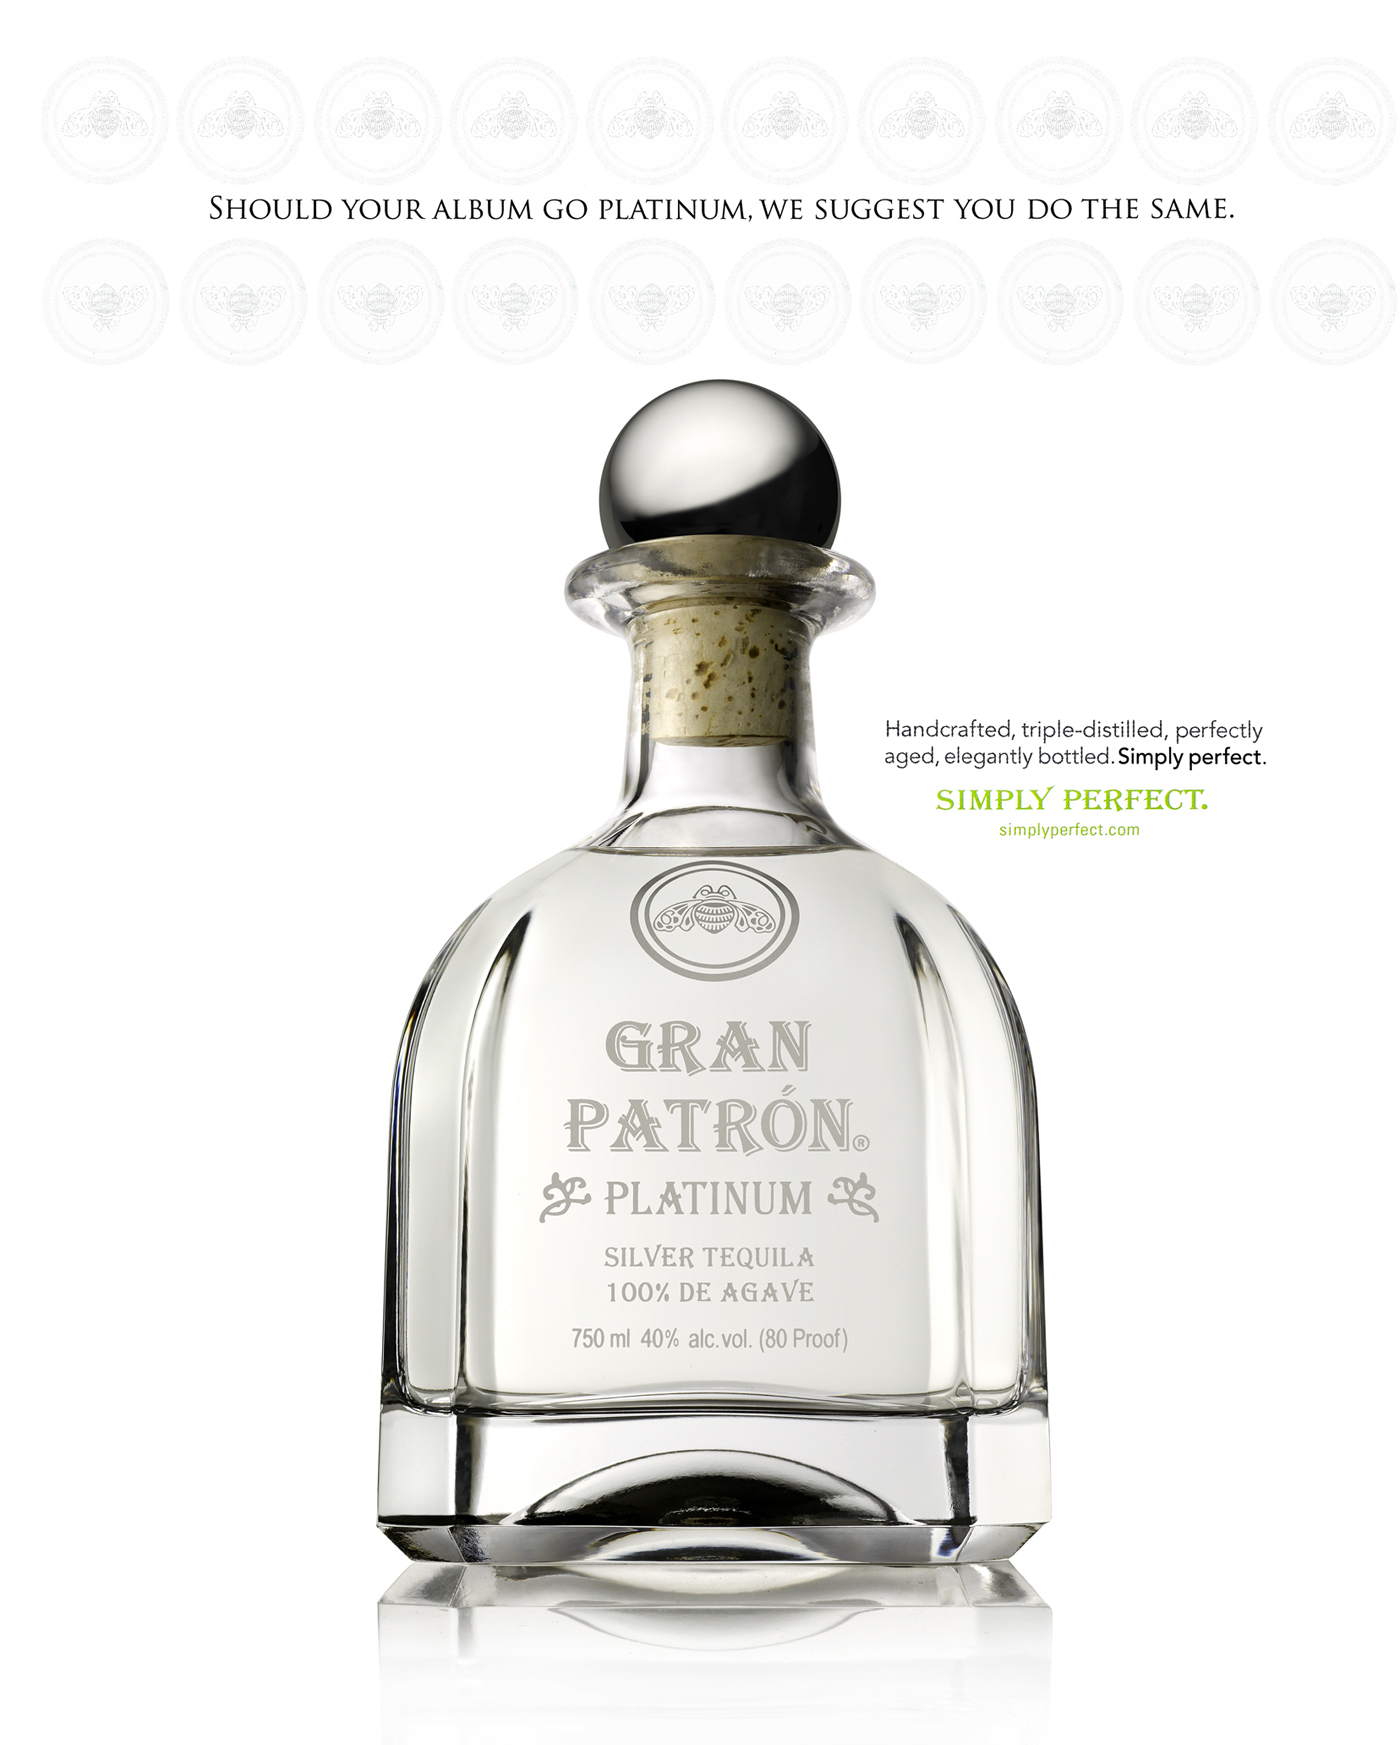 Should your album go platinum, we suggest you do the same.
Handcrafted, triple-distilled, perfectly
aged, elegantly bottled. Simply perfect.
SIMPLY PERFECT.
simplyperfect.com
GRAN
PATRÓN®
PLATINUM
SILVER TEQUILA
100% DE AGAVE
750 ml 40% alc.vol. (80 Proof)